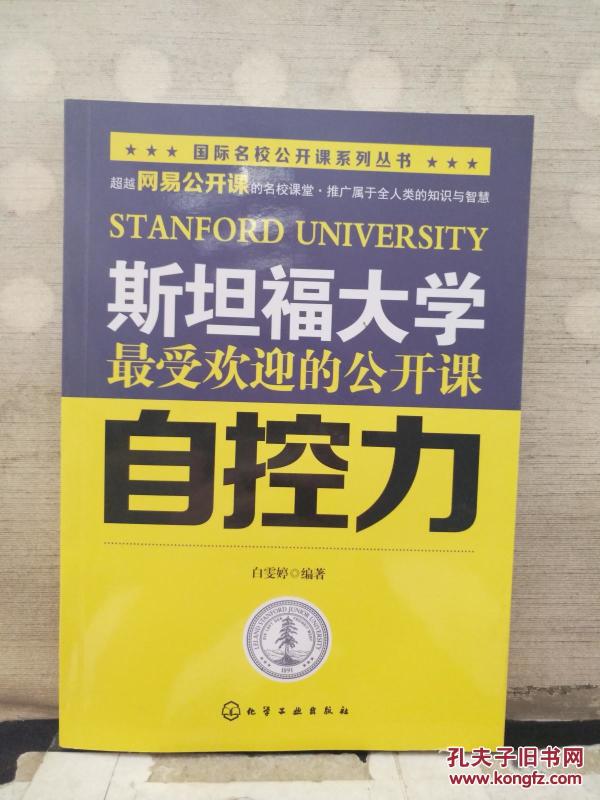 ★★★ 国际名校公开课系列丛书 ★★★
超越网易公开课的名校课堂·推广属于全人类的知识与智慧
STANFORD UNIVERSITY
斯坦福大学
最受欢迎的公开课
自控力
白雯婷◎编著
LELAND STANFORD JUNIOR UNIVERSITY
1891
化学工业出版社
孔夫子旧书网
www.kongfz.com